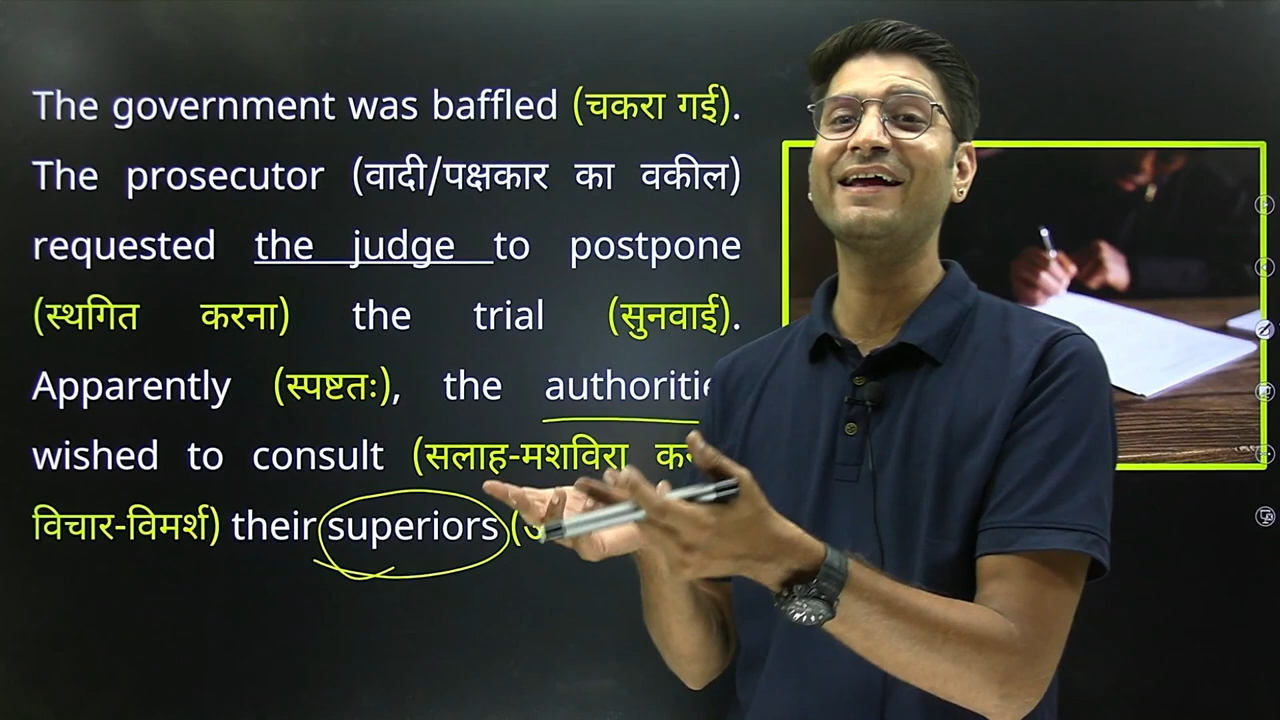 The government was baffled (चकरा गई).
The prosecutor (वादी/पक्षकार का वकील)
requested the judge to postpone
(स्थगित करना) the trial (सुनवाई).
Apparently (स्पष्टतः), the
wished to consult (सलाह-मशविरा
विचार-विमर्श) their superiors